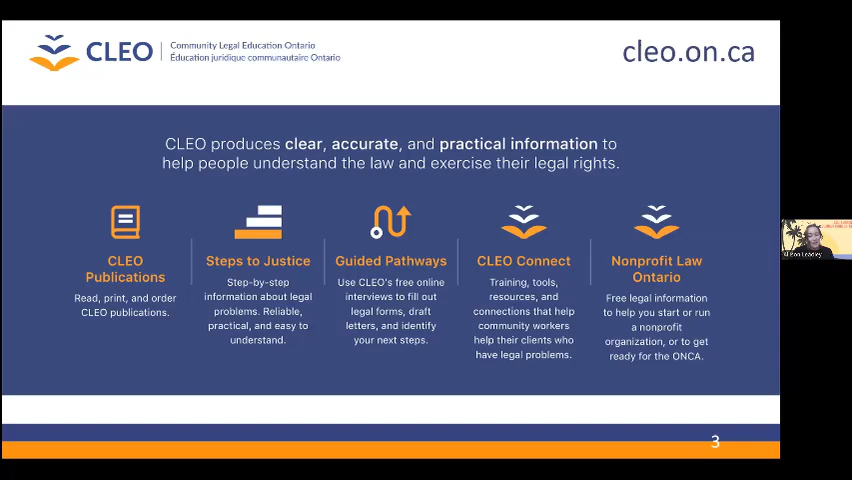 CLEO
Community Legal Education Ontario
Éducation juridique communautaire Ontario
cleo.on.ca
CLEO produces clear, accurate, and practical information to
help people understand the law and exercise their legal rights.
CLEO
Publications
Read, print, and order
CLEO publications.
Steps to Justice
Step-by-step
information about legal
problems. Reliable,
practical, and easy to
understand.
Guided Pathways
Use CLEO's free online
interviews to fill out
legal forms, draft
letters, and identify
your next steps.
CLEO Connect
Training, tools,
resources, and
connections that help
community workers
help their clients who
have legal problems.
Nonprofit Law
Ontario
Free legal information
to help you start or run
a nonprofit
organization, or to get
ready for the ONCA.
3